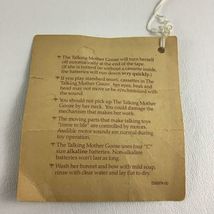 The Talking Mother Goose will turn herself
off automatically at the end of the tape.
(If she is turned on without a cassette inside,
the batteries will run down very quickly.)
If you play standard music cassettes in The
Talking Mother Goose, her eyes, beak and
head may not move or be synchronized with
the sound.
You should not pick up The Talking Mother
Goose by her neck. You could damage the
mechanism that makes her work.
The moving parts that make talking toys
"come to life" are controlled by motors.
Audible motor sounds are normal during
toy operation.
The Talking Mother Goose uses four "C"
size alkaline batteries. Non-alkaline
batteries won't last as long.
Wash her bonnet and bow with mild soap,
rinse with clear water and lay flat to dry.